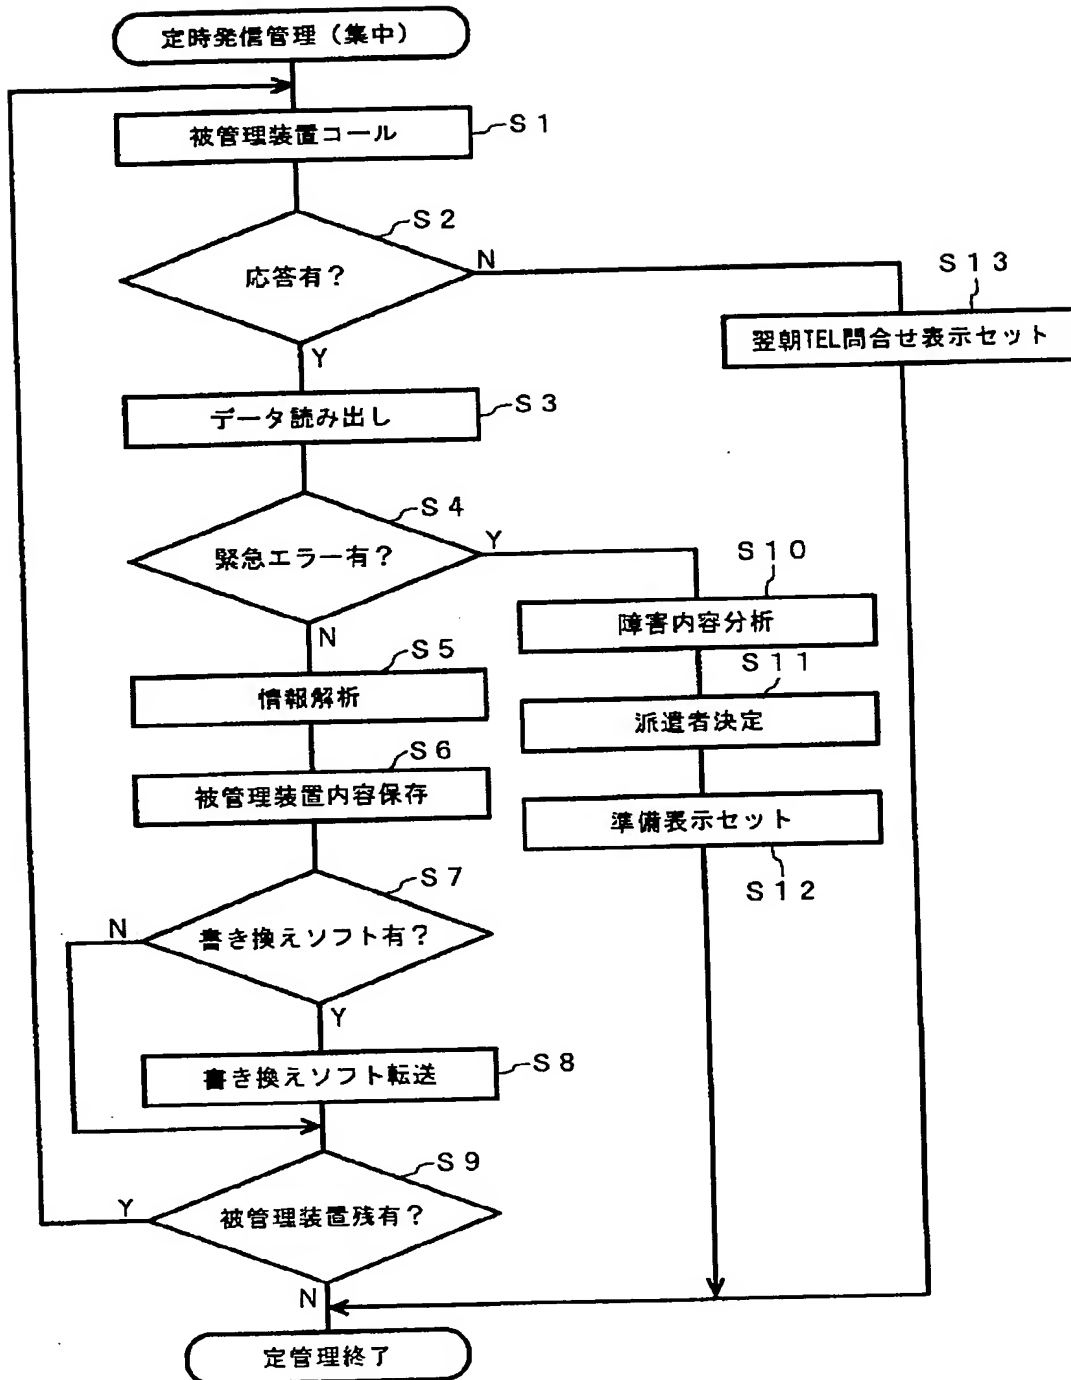 定時発信管理（集中）
被管理装置コール
S1
S2
応答有？
N
Y
S13
翌朝TEL問合せ表示セット
データ読み出し
S3
S4
緊急エラー有？
Y
N
S10
障害内容分析
S5
情報解析
S11
派遣者決定
S6
被管理装置内容保存
準備表示セット
S12
S7
書き換えソフト有？
N
Y
書き換えソフト転送
S8
S9
被管理装置残有？
Y
N
定管理終了